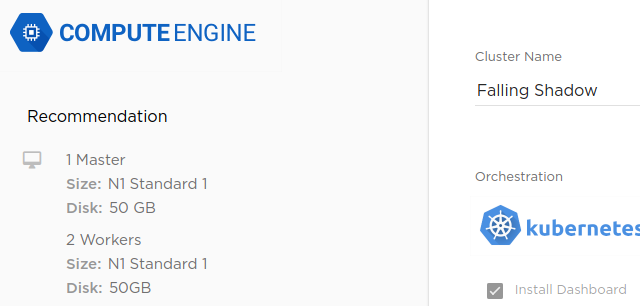 COMPUTE ENGINE
Recommendation
1 Master
Size: N1 Standard 1
Disk: 50 GB
2 Workers
Size: N1 Standard 1
Disk: 50GB
Cluster Name
Falling Shadow
Orchestration
kubernetes
Install Dashboard